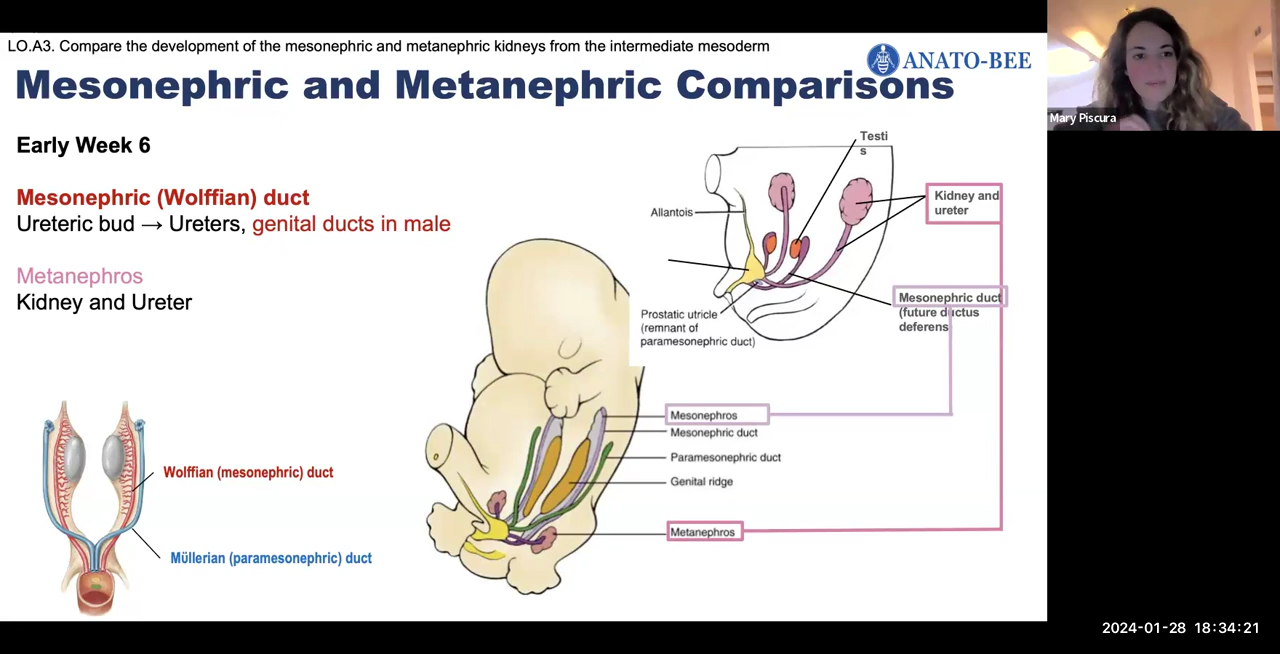 LO.A3. Compare the development of the mesonephric and metanephric kidneys from the intermediate mesoderm
ANATO-BEE
Mesonephric and Metanephric Comparisons
Mary Piscura
Early Week 6
Mesonephric (Wolffian) duct
Ureteric bud → Ureters, genital ducts in male
Metanephros
Kidney and Ureter
Testi
s
Kidney and
ureter
Allantois
Mesonephric duct
(future ductus
deferens
Prostatic utricle
(remnant of
paramesonephric duct)
Mesonephros
Mesonephric duct
Paramesonephric duct
Genital ridge
Metanephros
Wolffian (mesonephric) duct
Müllerian (paramesonephric) duct
2024-01-28 18:34:21